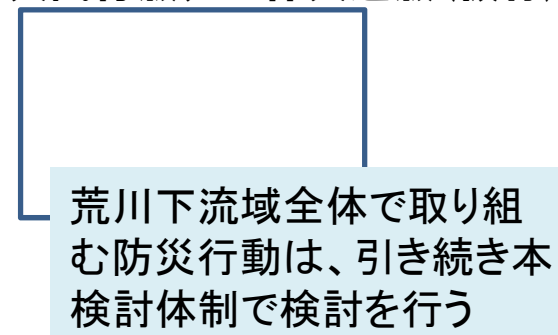 荒川下流域全体で取り組
む防災行動は、引き続き本
検討体制で検討を行う